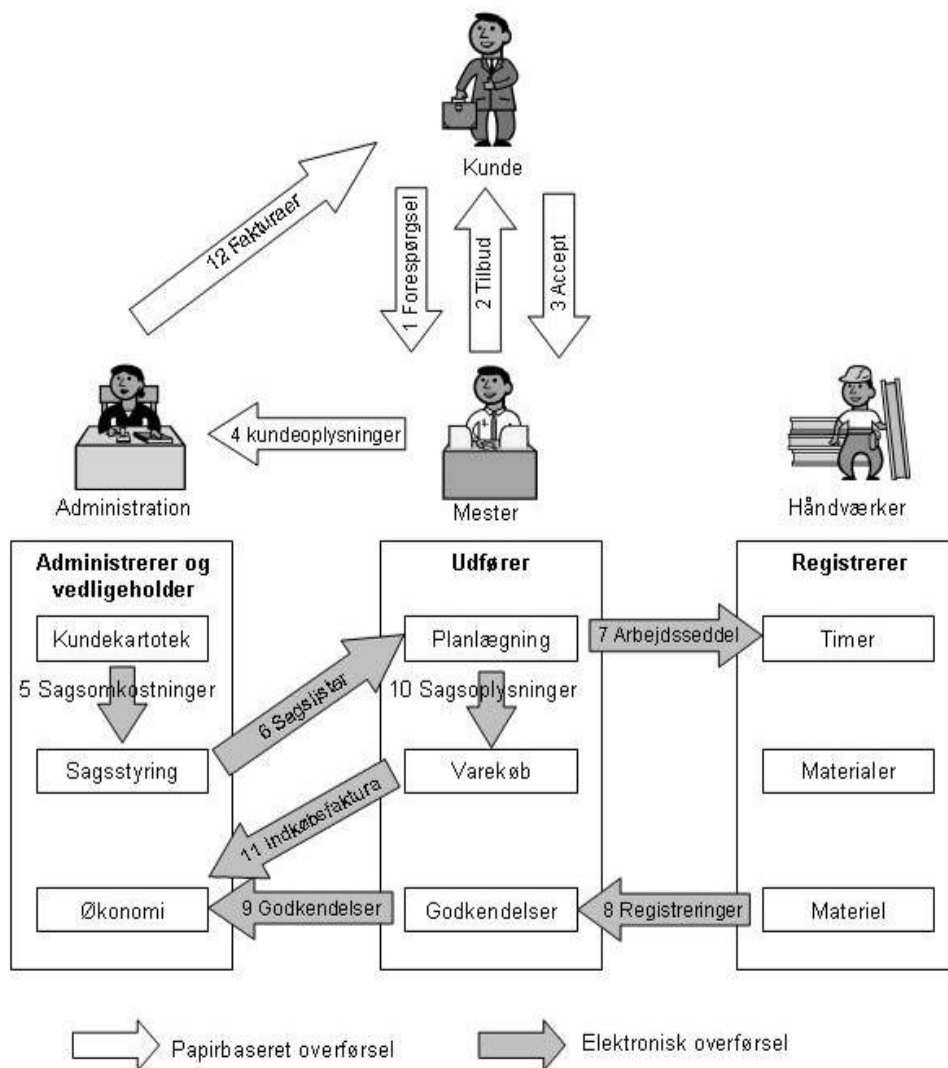 Kunde
12 Fakturaer
1 Forespørgsel
2 Tilbud
3 Accept
4 kundeoplysninger
Administration
Mester
Håndværker
Administrerer og
vedligeholder
Udfører
Registrerer
Kundekartotek
Planlægning
7 Arbejdsseddel
Timer
5 Sagsomkostninger
6 Sagslister
10 Sagsoplysninger
Sagsstyring
Varekøb
Materialer
11 Indkøbsfaktura
Økonomi
9 Godkendelser
Godkendelser
8 Registreringer
Materiel
Papirbaseret overførsel
Elektronisk overførsel